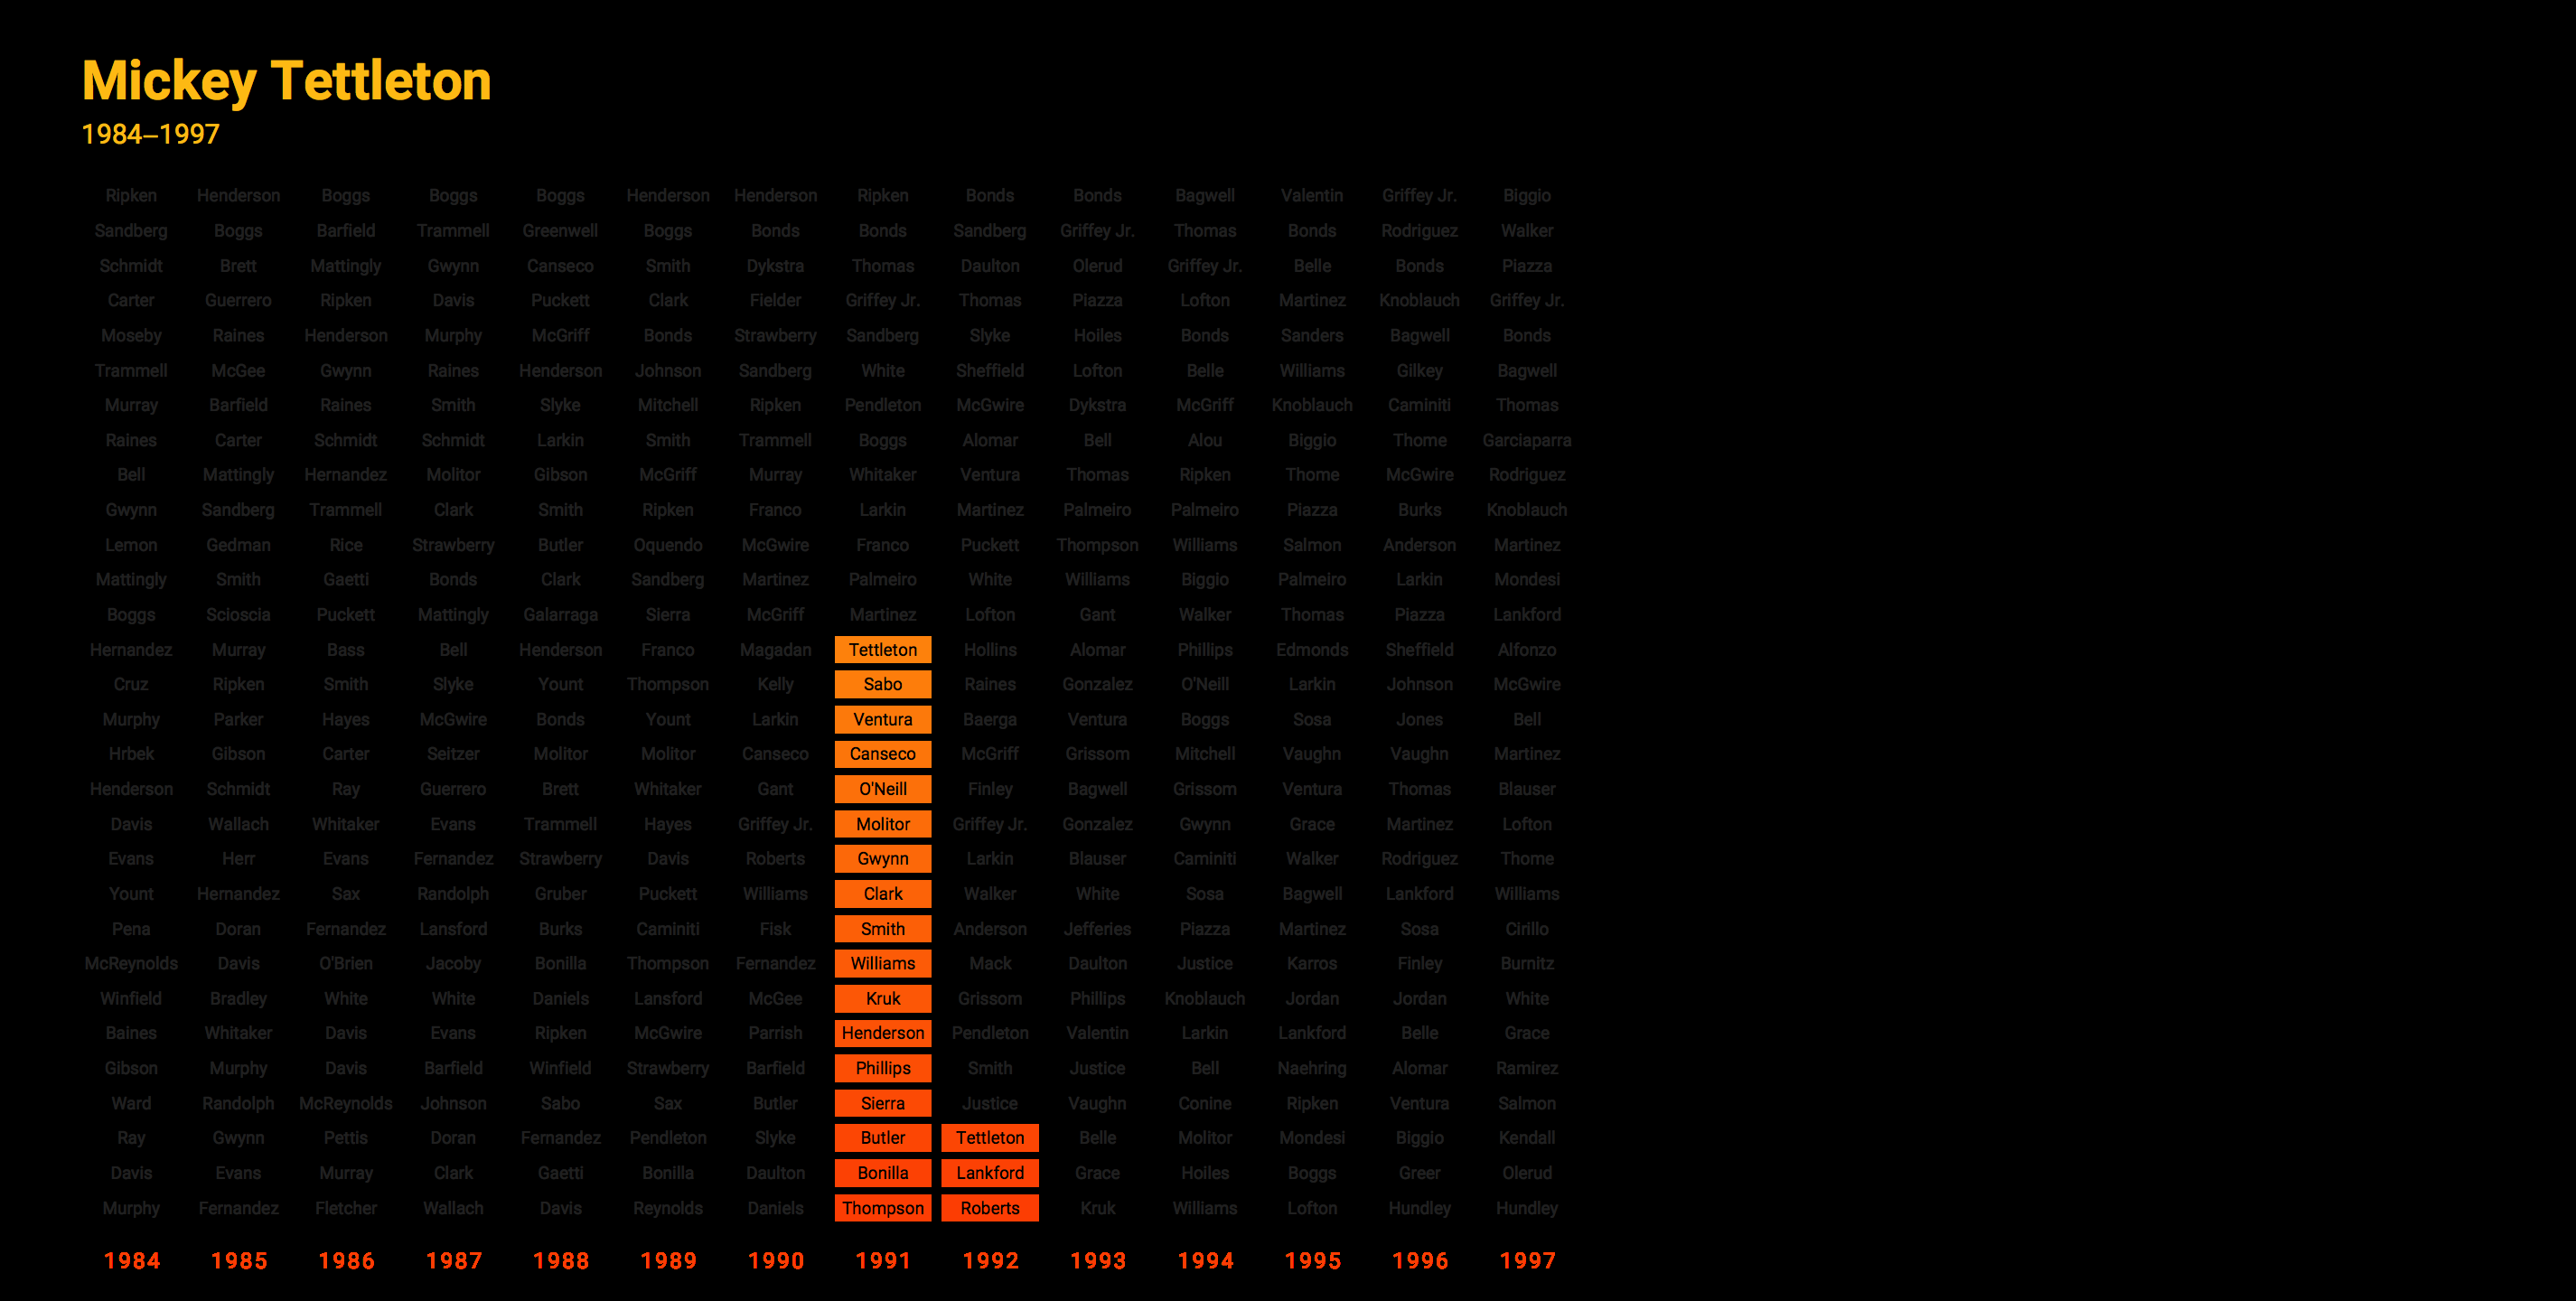 Mickey Tettleton
1984–1997
Ripken Henderson Boggs Boggs Boggs Henderson Henderson Ripken Bonds Bonds Bagwell Valentin Griffey Jr. Biggio
Sandberg Boggs Barfield Trammell Greenwell Boggs Bonds Bonds Sandberg Griffey Jr. Thomas Bonds Rodriguez Walker
Schmidt Brett Mattingly Gwynn Canseco Smith Dykstra Thomas Daulton Olerud Griffey Jr. Belle Bonds Piazza
Carter Guerrero Ripken Davis Puckett Clark Fielder Griffey Jr. Thomas Piazza Lofton Martinez Knoblauch Griffey Jr.
Moseby Raines Henderson Murphy McGriff Bonds Strawberry Sandberg Slyke Hoiles Bonds Sanders Bagwell Bonds
Trammell McGee Gwynn Raines Henderson Johnson Sandberg White Sheffield Lofton Belle Williams Gilkey Bagwell
Murray Barfield Raines Smith Slyke Mitchell Ripken Pendleton McGwire Dykstra McGriff Knoblauch Caminiti Thomas
Raines Carter Schmidt Schmidt Larkin Smith Trammell Boggs Alomar Bell Alou Biggio Thome Garciaparra
Bell Mattingly Hernandez Molitor Gibson McGriff Murray Whitaker Ventura Thomas Ripken Thome McGwire Rodriguez
Gwynn Sandberg Trammell Clark Smith Ripken Franco Larkin Martinez Palmeiro Palmeiro Piazza Burks Knoblauch
Lemon Gedman Rice Strawberry Butler Oquendo McGwire Franco Puckett Thompson Williams Salmon Anderson Martinez
Mattingly Smith Gaetti Bonds Clark Sandberg Martinez Palmeiro White Williams Biggio Palmeiro Larkin Mondesi
Boggs Scioscia Puckett Mattingly Galarraga Sierra McGriff Martinez Lofton Gant Walker Thomas Piazza Lankford
Hernandez Murray Bass Bell Henderson Franco Magadan Tettleton Hollins Alomar Phillips Edmonds Sheffield Alfonzo
Cruz Ripken Smith Slyke Yount Thompson Kelly Sabo Raines Gonzalez O'Neill Larkin Johnson McGwire
Murphy Parker Hayes McGwire Bonds Yount Larkin Ventura Baerga Ventura Boggs Sosa Jones Bell
Hrbek Gibson Carter Seitzer Molitor Molitor Canseco Canseco McGriff Grissom Mitchell Vaughn Vaughn Martinez
Henderson Schmidt Ray Guerrero Brett Whitaker Gant O'Neill Finley Bagwell Grissom Ventura Thomas Blauser
Davis Wallach Whitaker Evans Trammell Hayes Griffey Jr. Molitor Griffey Jr. Gonzalez Gwynn Grace Martinez Lofton
Evans Herr Evans Fernandez Strawberry Davis Roberts Gwynn Larkin Blauser Caminiti Walker Rodriguez Thome
Yount Hernandez Sax Randolph Gruber Puckett Williams Clark Walker White Sosa Bagwell Lankford Williams
Pena Doran Fernandez Lansford Burks Caminiti Fisk Smith Anderson Jefferies Piazza Martinez Sosa Cirillo
McReynolds Davis O'Brien Jacoby Bonilla Thompson Fernandez Williams Mack Daulton Justice Karros Finley Burnitz
Winfield Bradley White White Daniels Lansford McGee Kruk Grissom Phillips Knoblauch Jordan Jordan White
Baines Whitaker Davis Evans Ripken McGwire Parrish Henderson Pendleton Valentin Larkin Lankford Belle Grace
Gibson Murphy Davis Barfield Winfield Strawberry Barfield Phillips Smith Justice Bell Naehring Alomar Ramirez
Ward Randolph McReynolds Johnson Sabo Sax Butler Sierra Justice Vaughn Conine Ripken Ventura Salmon
Ray Gwynn Pettis Doran Fernandez Pendleton Slyke Butler Tettleton Belle Molitor Mondesi Biggio Kendall
Davis Evans Murray Clark Gaetti Bonilla Daulton Bonilla Lankford Grace Hoiles Boggs Greer Olerud
Murphy Fernandez Fletcher Wallach Davis Reynolds Daniels Thompson Roberts Kruk Williams Lofton Hundley Hundley
1984 1985 1986 1987 1988 1989 1990 1991 1992 1993 1994 1995 1996 1997